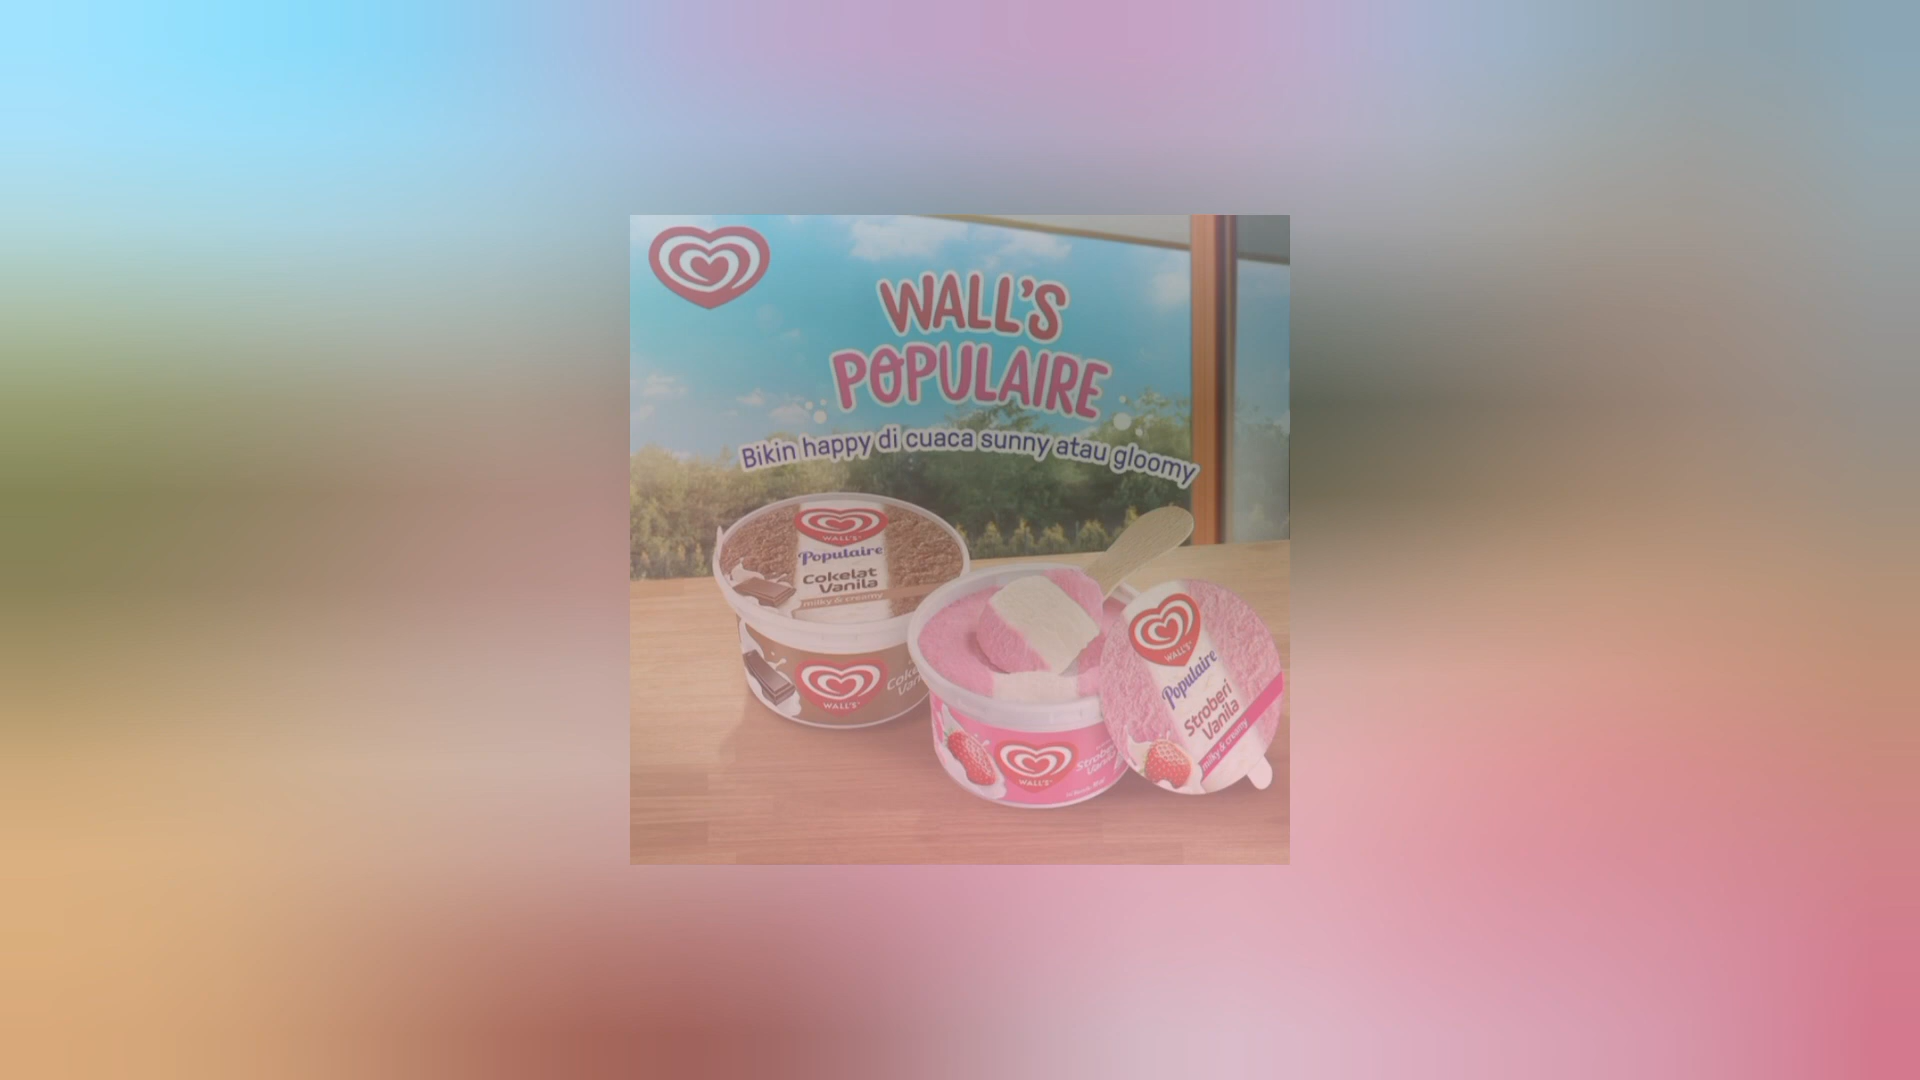 WALL'S
POPULAIRE
Bikin happy di cuaca sunny atau gloomy
WALL'S
Populaire
Cokelat
Vanila
milky & creamy
WALL'S
WALL'S
Populaire
Stroberi
Vanila
milky & creamy
WALL'S